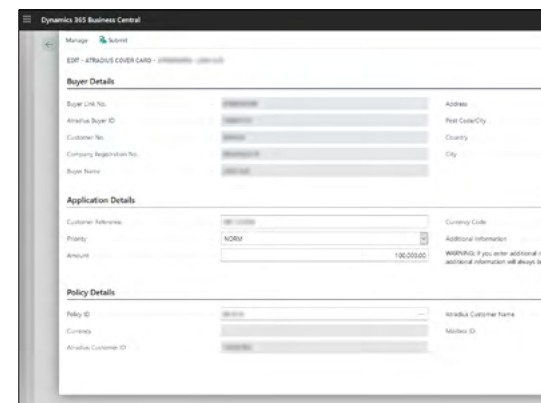 Dynamics 365 Business Central
Manage Submit
EDIT - ATRADIUS COVER CARD -
Buyer Details
Buyer Link No. Address
Atradius Buyer ID Post Code/City
Customer No. Country
Company Registration No. City
Buyer Name
Application Details
Customer Reference Currency Code
Priority NORM Additional Information
Amount 100.000,00 WARNING: If you enter additional
additional information will always
Policy Details
Policy ID Atradius Customer Name
Currency Mailbox ID
Atradius Customer ID